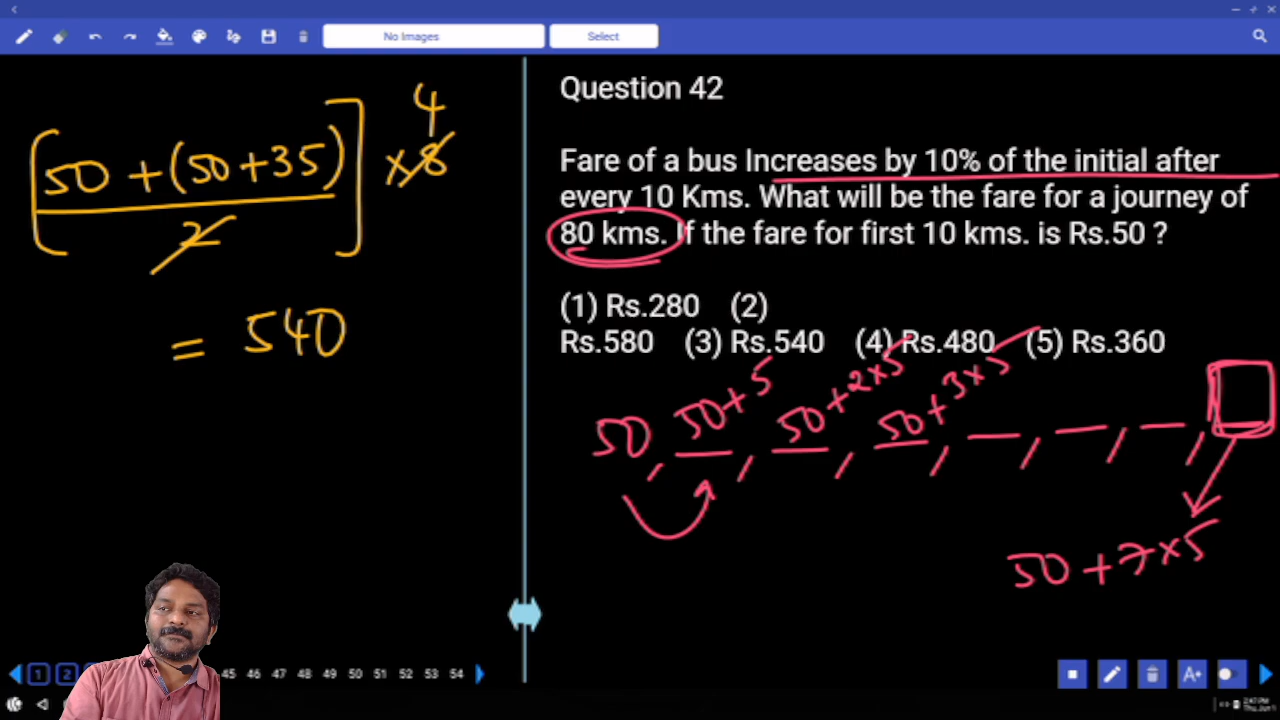 No Images
Select
[50 + (50+35) / 2] × 8 4
= 540
Question 42
Fare of a bus Increases by 10% of the initial after
every 10 Kms. What will be the fare for a journey of
80 kms. If the fare for first 10 kms. is Rs.50 ?
(1) Rs.280 (2)
Rs.580 (3) Rs.540 (4) Rs.480 (5) Rs.360
50, 50+5, 50+2×5, 50+3×5,
50+7×5
1 2 45 46 47 48 49 50 51 52 53 54
A+